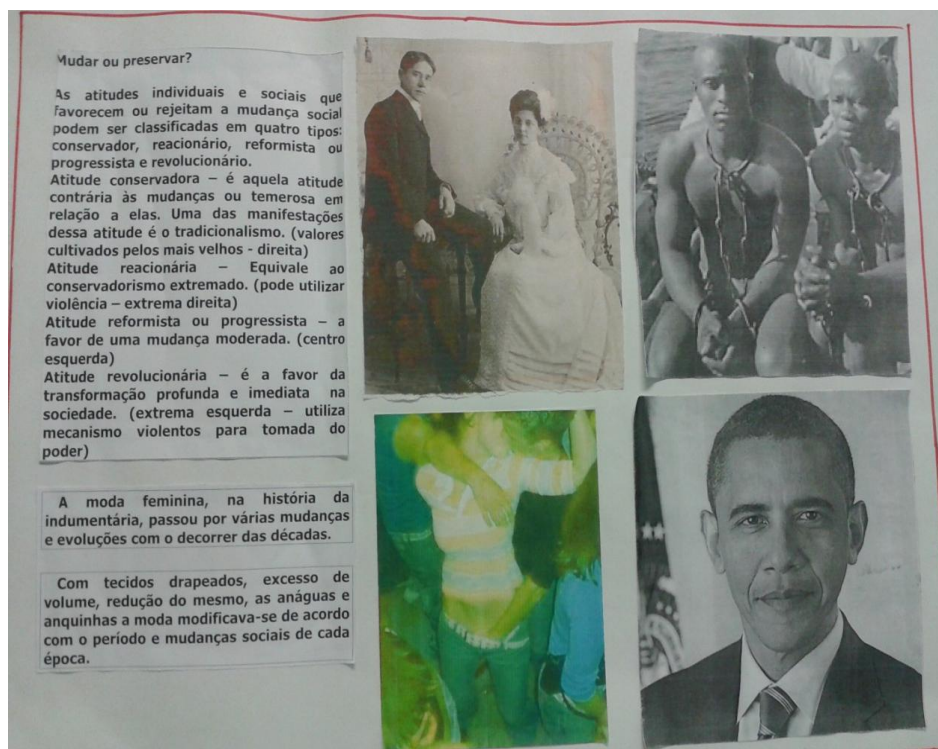 Mudar ou preservar?
As atitudes individuais e sociais que
favorecem ou rejeitam a mudança social
podem ser classificadas em quatro tipos:
conservador, reacionário, reformista ou
progressista e revolucionário.
Atitude conservadora – é aquela atitude
contrária às mudanças ou temerosa em
relação a elas. Uma das manifestações
dessa atitude é o tradicionalismo. (valores
cultivados pelos mais velhos - direita)
Atitude reacionária – Equivale ao
conservadorismo extremado. (pode utilizar
violência – extrema direita)
Atitude reformista ou progressista – a
favor de uma mudança moderada. (centro
esquerda)
Atitude revolucionária – é a favor da
transformação profunda e imediata na
sociedade. (extrema esquerda – utiliza
mecanismo violentos para tomada do
poder)
A moda feminina, na história da
indumentária, passou por várias mudanças
e evoluções com o decorrer das décadas.
Com tecidos drapeados, excesso de
volume, redução do mesmo, as anáguas e
anquinhas a moda modificava-se de acordo
com o período e mudanças sociais de cada
época.